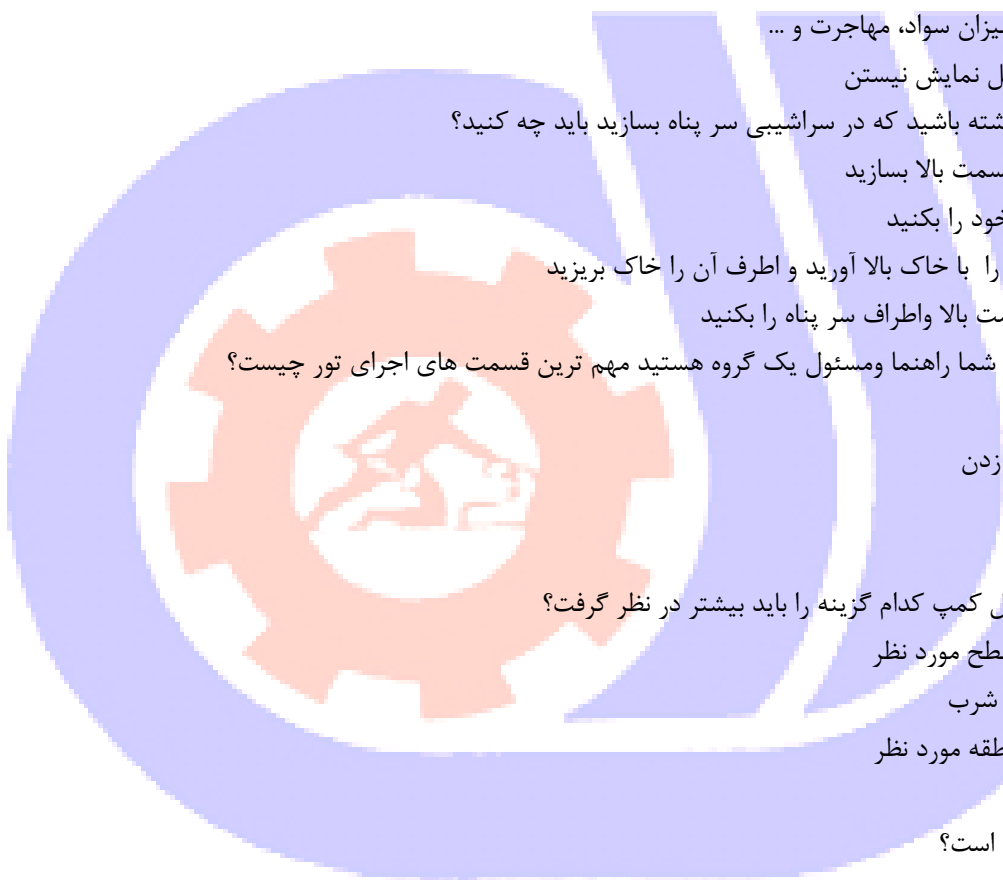 یزان سواد، مهاجرت و ...
ل نمایش نیستن
شته باشید که در سراشیبی سر پناه بسازید باید چه کنید؟
سمت بالا بسازید
خود را بکنید
را با خاک بالا آورید و اطرف آن را خاک بریزید
ت بالا واطراف سر پناه را بکنید
شما راهنما ومسئول یک گروه هستید مهم ترین قسمت های اجرای تور چیست؟
زدن
ل کمپ کدام گزینه را باید بیشتر در نظر گرفت؟
طح مورد نظر
شرب
طقه مورد نظر
است؟